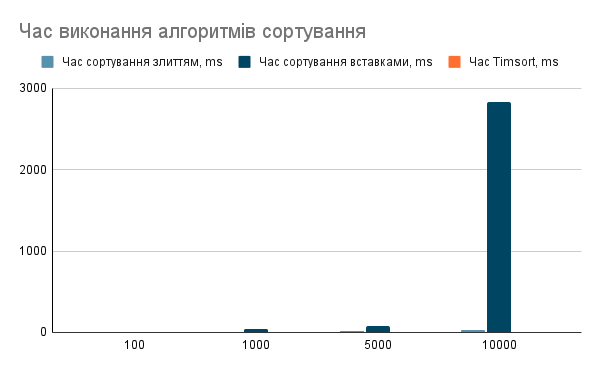 Час виконання алгоритмів сортування
Час сортування злиттям, ms Час сортування вставками, ms Час Timsort, ms
3000
2000
1000
0
100 1000 5000 10000